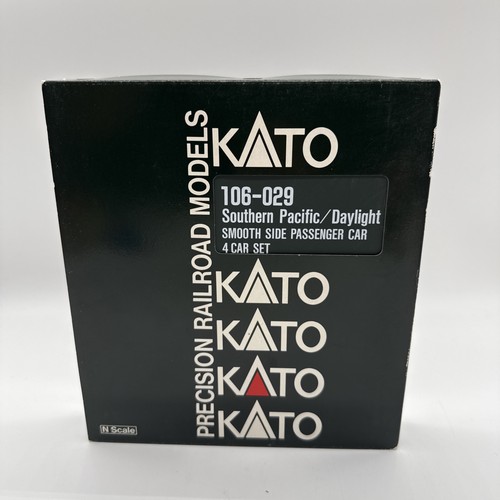 PRECISION RAILROAD MODELS
KATO
106-029
Southern Pacific/Daylight
SMOOTH SIDE PASSENGER CAR
4 CAR SET
KATO
KATO
KATO
KATO
N Scale